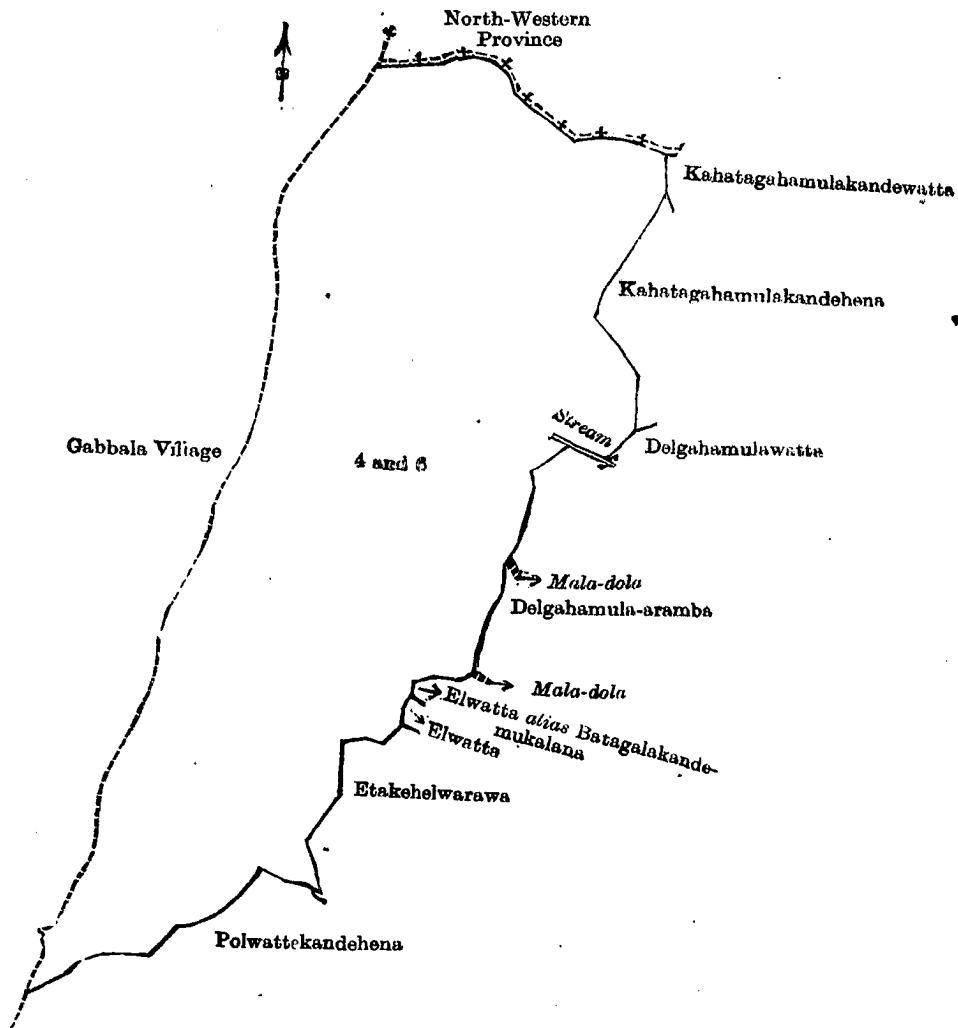 North-Western
Province
Kahatagahamulakandewatta
Kahatagahamulakandehena
Stream
Delgahamulawatta
Gabbala Village
4 and 6
Mala-dola
Delgahamula-aramba
Mala-dola
Elwatta alias Batagalakande-
mukalana
Elwatta
Etakehelwarawa
Polwattekandehena